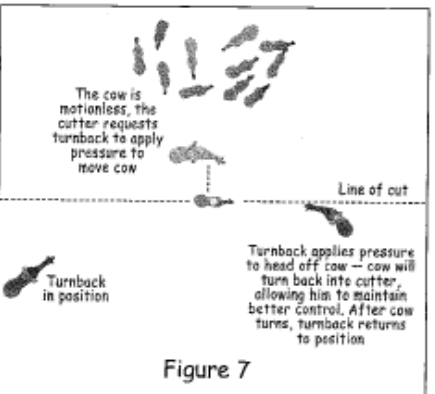 The cow is
motionless, the
cutter requests
turnback to apply
pressure to
move cow
Line of cut
Turnback
in position
Turnback applies pressure
to head off cow — cow will
turn back into cutter,
allowing him to maintain
better control. After cow
turns, turnback returns
to position
Figure 7